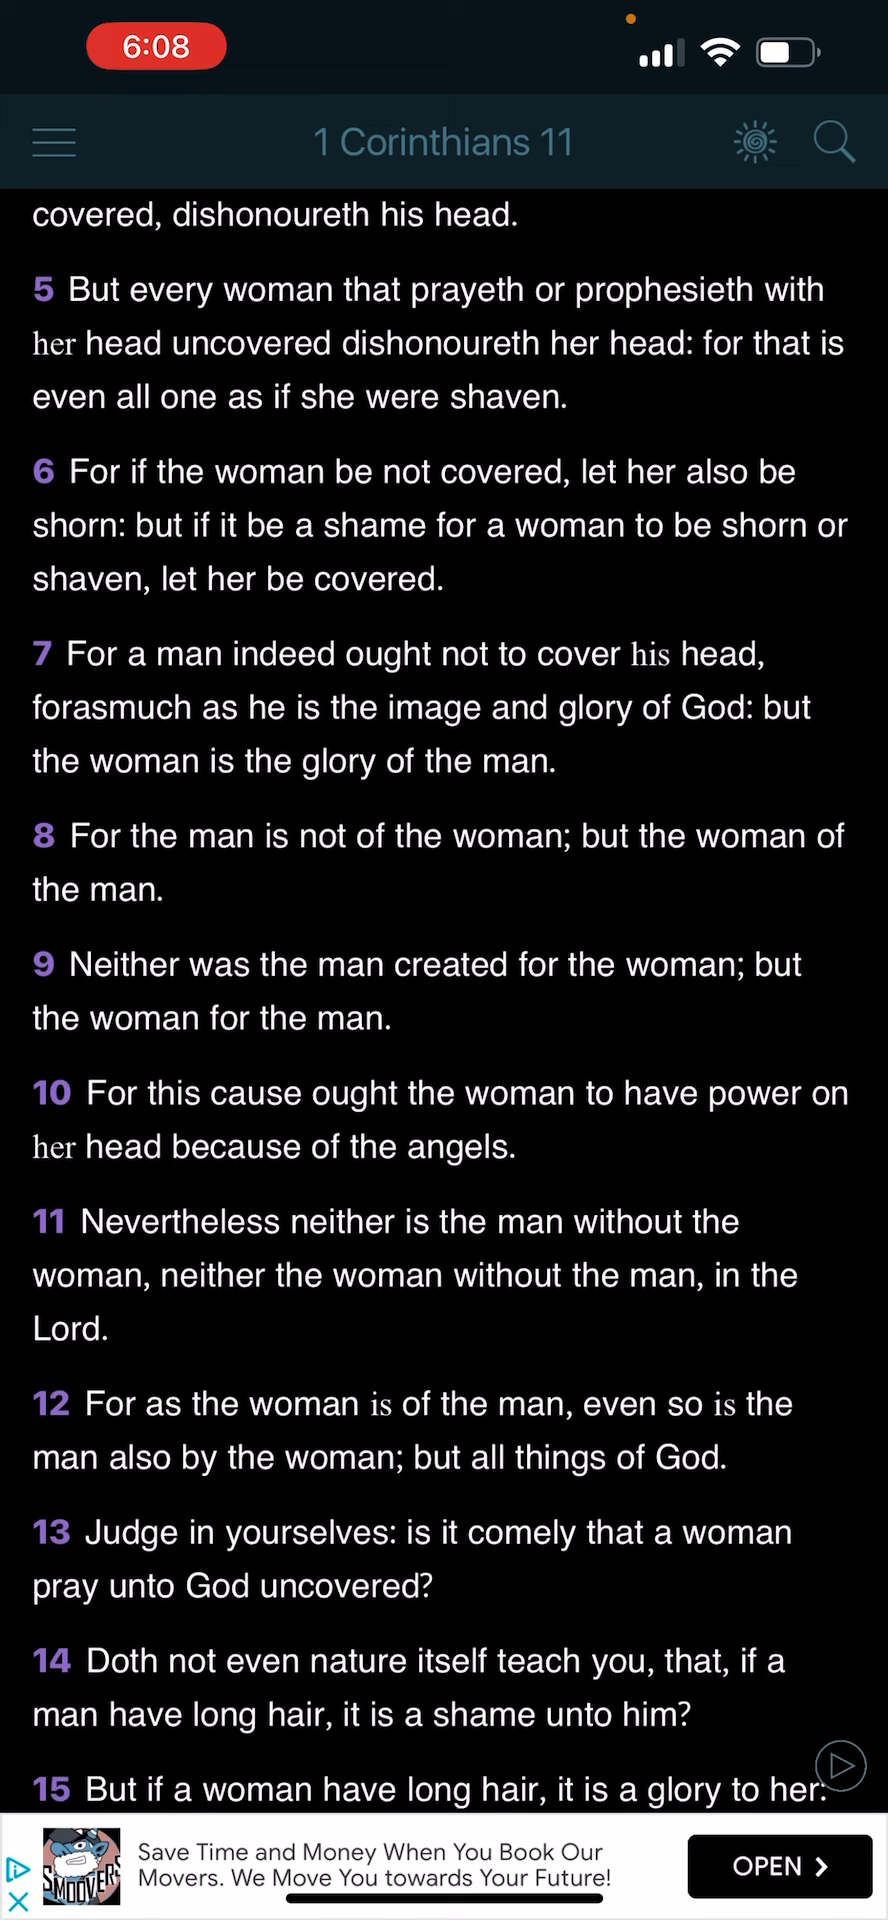 6:08
1 Corinthians 11
covered, dishonoureth his head.
5 But every woman that prayeth or prophesieth with
her head uncovered dishonoureth her head: for that is
even all one as if she were shaven.
6 For if the woman be not covered, let her also be
shorn: but if it be a shame for a woman to be shorn or
shaven, let her be covered.
7 For a man indeed ought not to cover his head,
forasmuch as he is the image and glory of God: but
the woman is the glory of the man.
8 For the man is not of the woman; but the woman of
the man.
9 Neither was the man created for the woman; but
the woman for the man.
10 For this cause ought the woman to have power on
her head because of the angels.
11 Nevertheless neither is the man without the
woman, neither the woman without the man, in the
Lord.
12 For as the woman is of the man, even so is the
man also by the woman; but all things of God.
13 Judge in yourselves: is it comely that a woman
pray unto God uncovered?
14 Doth not even nature itself teach you, that, if a
man have long hair, it is a shame unto him?
15 But if a woman have long hair, it is a glory to her:
SMOOVERS
Save Time and Money When You Book Our
Movers. We Move You towards Your Future!
OPEN